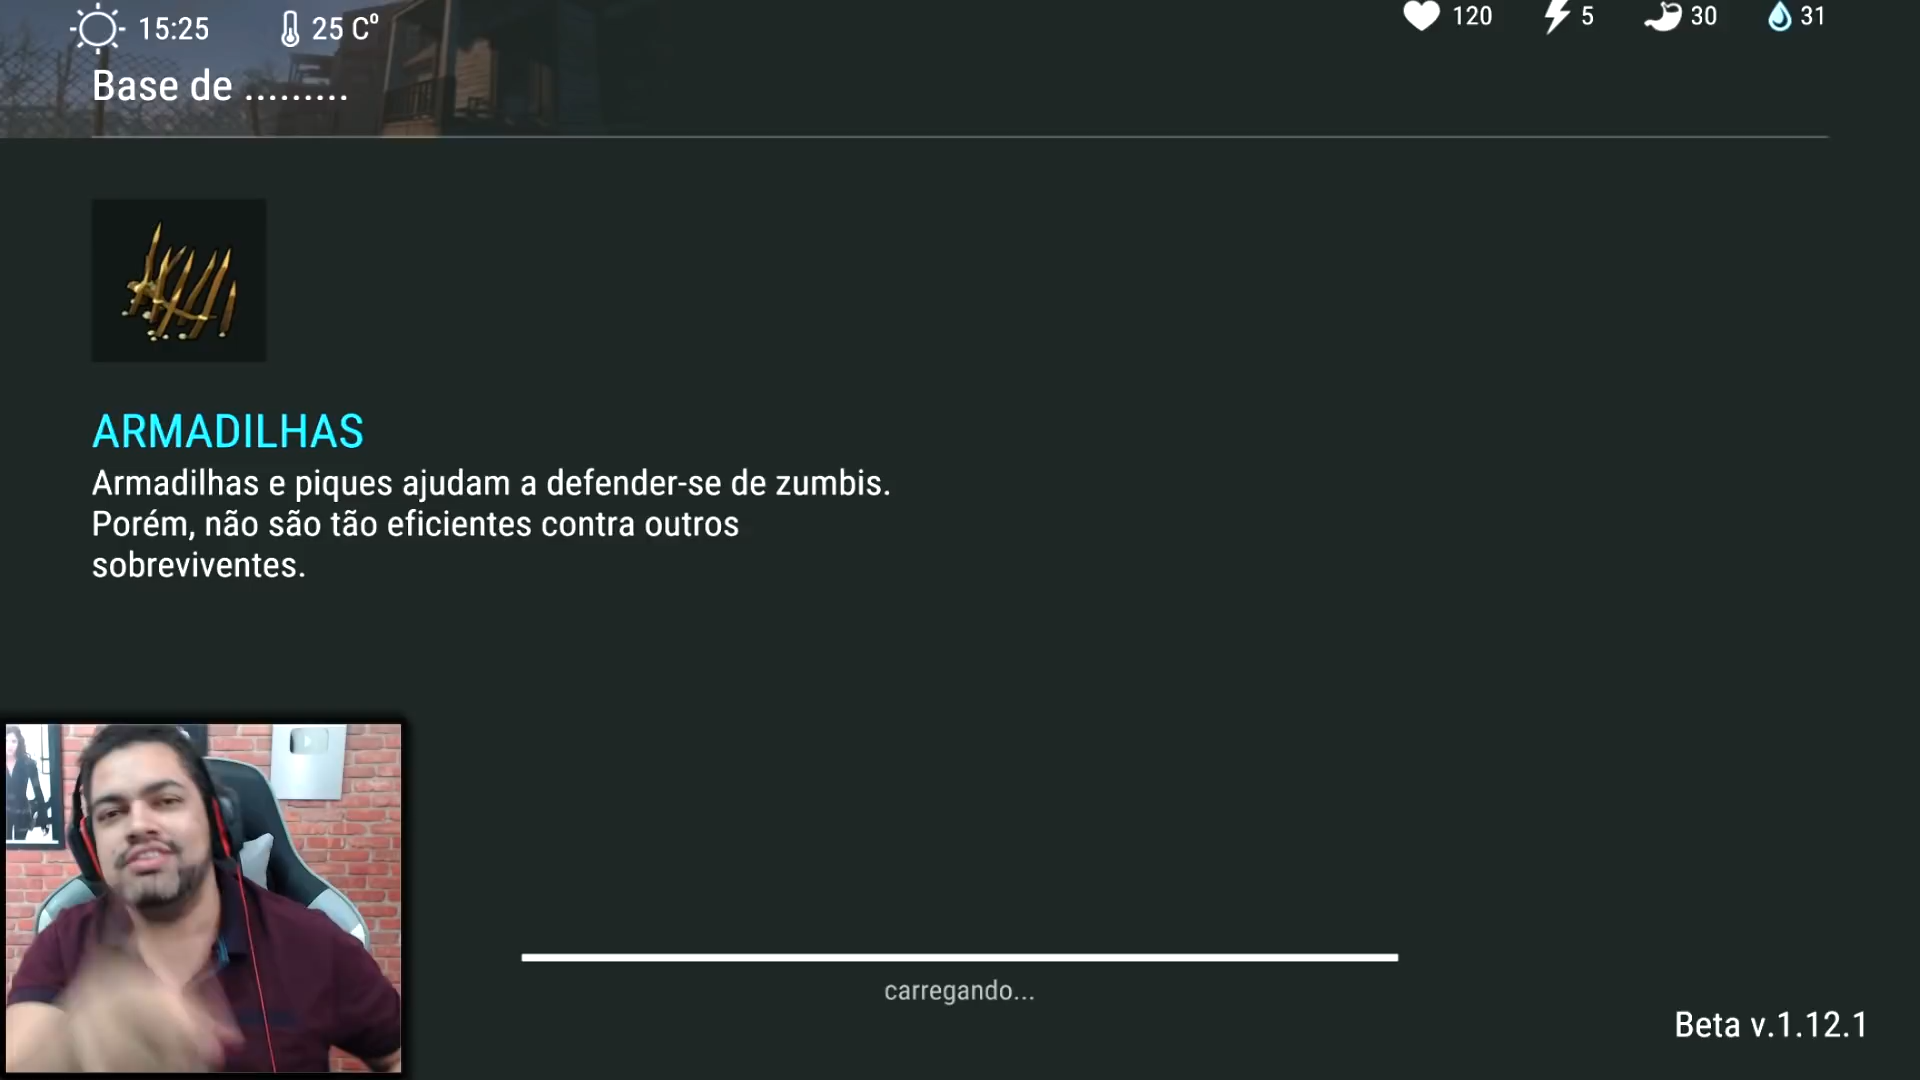 15:25
25 Cº
120
5
30
31
Base de .........
ARMADILHAS
Armadilhas e piques ajudam a defender-se de zumbis.
Porém, não são tão eficientes contra outros
sobreviventes.
carregando...
Beta v.1.12.1